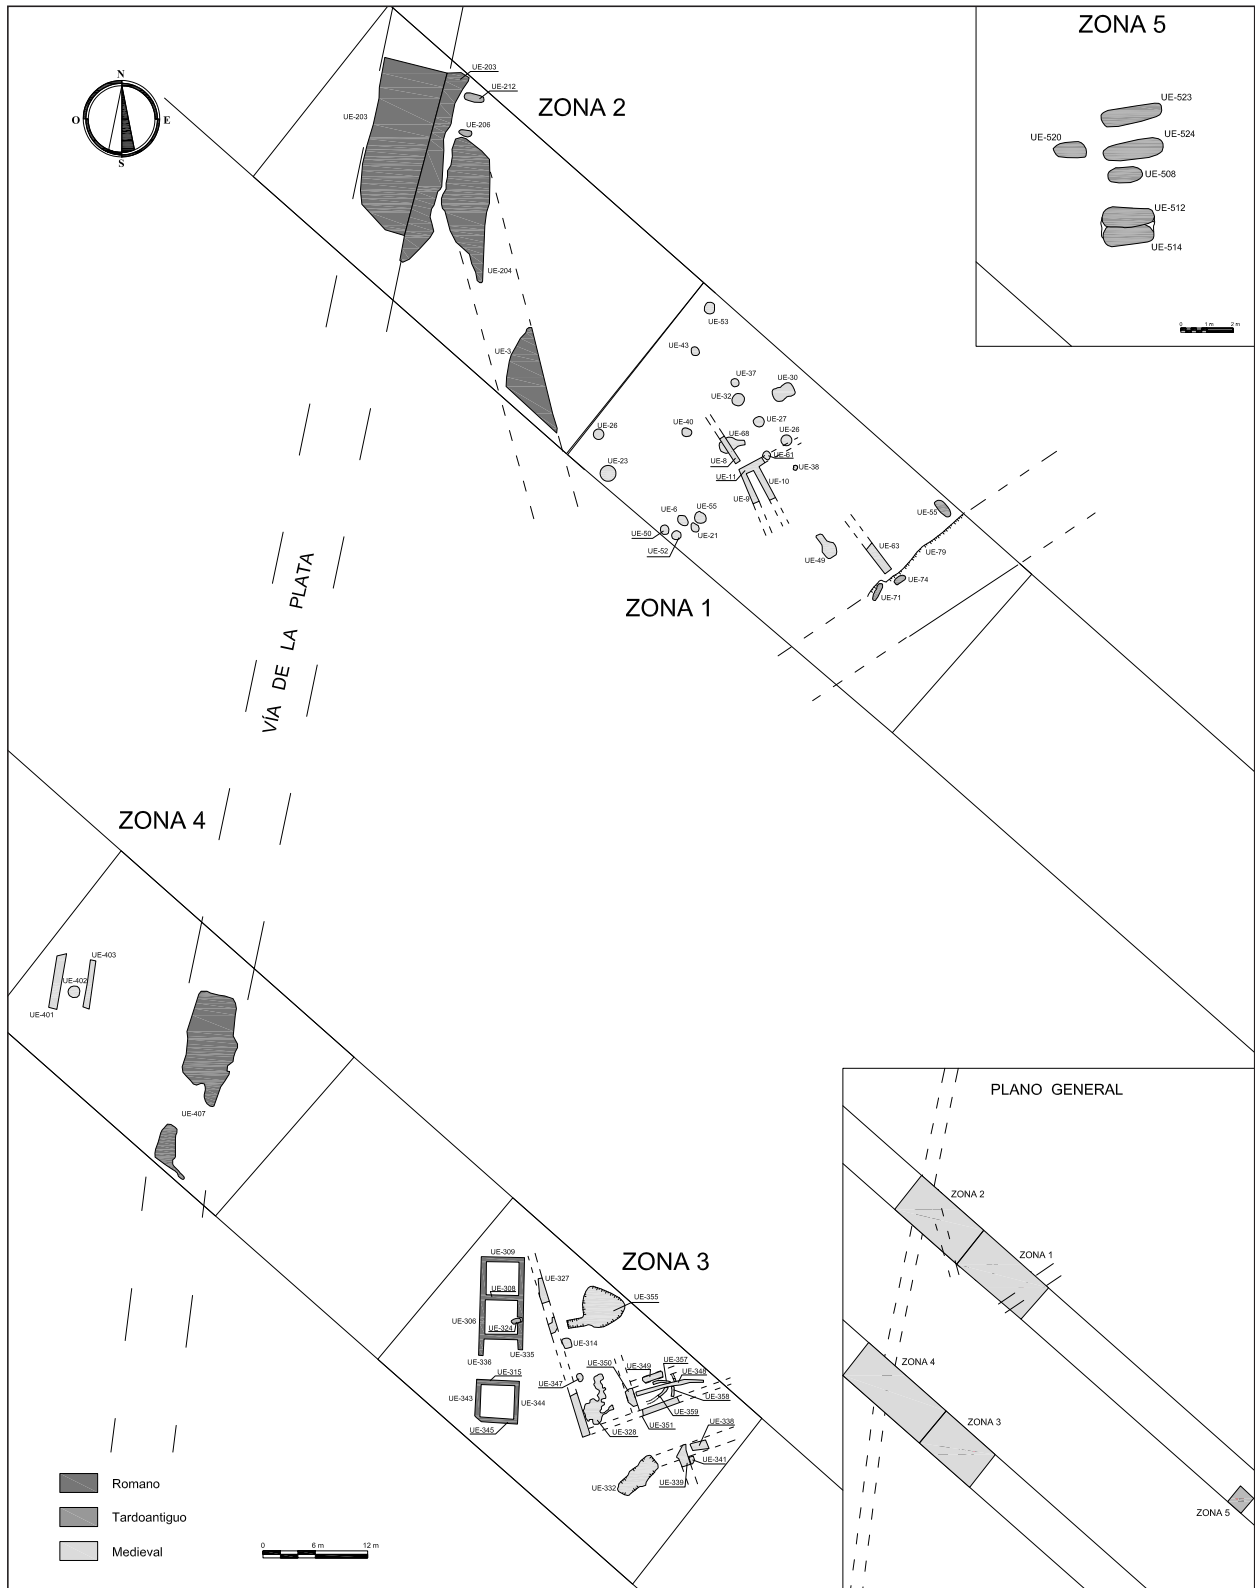 ZONA 5
UE-523
UE-520
UE-524
UE-508
UE-512
UE-514
0 1 m 2 m
N
O E
S
UE-203
UE-212
UE-203
UE-206
ZONA 2
UE-204
UE-3
UE-53
UE-43
UE-37
UE-30
UE-32
UE-27
UE-40
UE-68
UE-26
UE-26
UE-8
UE-61
UE-23
UE-11
UE-38
UE-10
UE-9
UE-6
UE-55
UE-50
UE-21
UE-52
UE-55
UE-49
UE-63
UE-79
UE-74
UE-71
ZONA 1
VÍA DE LA PLATA
ZONA 4
UE-403
UE-402
UE-401
UE-407
ZONA 3
UE-309
UE-327
UE-308
UE-355
UE-306
UE-324
UE-314
UE-335
UE-336
UE-350
UE-357
UE-349
UE-348
UE-315
UE-347
UE-343
UE-344
UE-358
UE-359
UE-351
UE-345
UE-328
UE-338
UE-341
UE-339
UE-332
Romano
Tardoantiguo
Medieval
0 6 m 12 m
PLANO GENERAL
ZONA 2
ZONA 1
ZONA 4
ZONA 3
ZONA 5